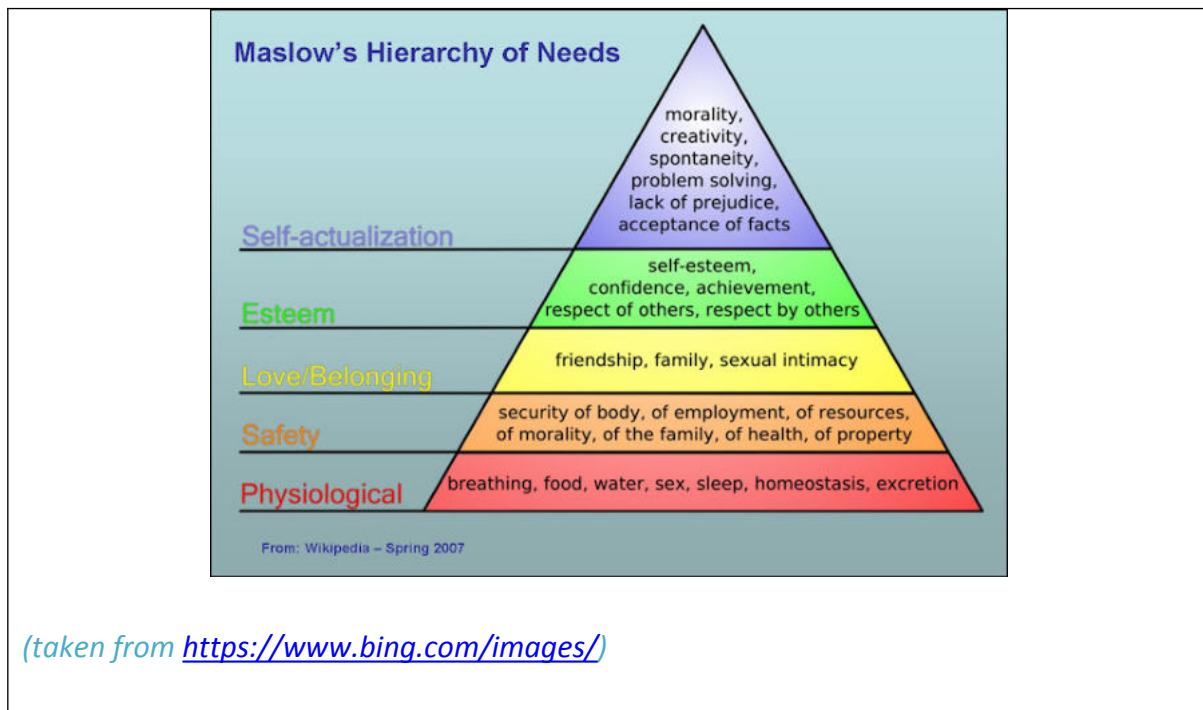 Maslow's Hierarchy of Needs
morality,
creativity,
spontaneity,
problem solving,
lack of prejudice,
acceptance of facts
Self-actualization
self-esteem,
confidence, achievement,
respect of others, respect by others
Esteem
friendship, family, sexual intimacy
Love/Belonging
security of body, of employment, of resources,
of morality, of the family, of health, of property
Safety
breathing, food, water, sex, sleep, homeostasis, excretion
Physiological
From: Wikipedia – Spring 2007
(taken from https://www.bing.com/images/)